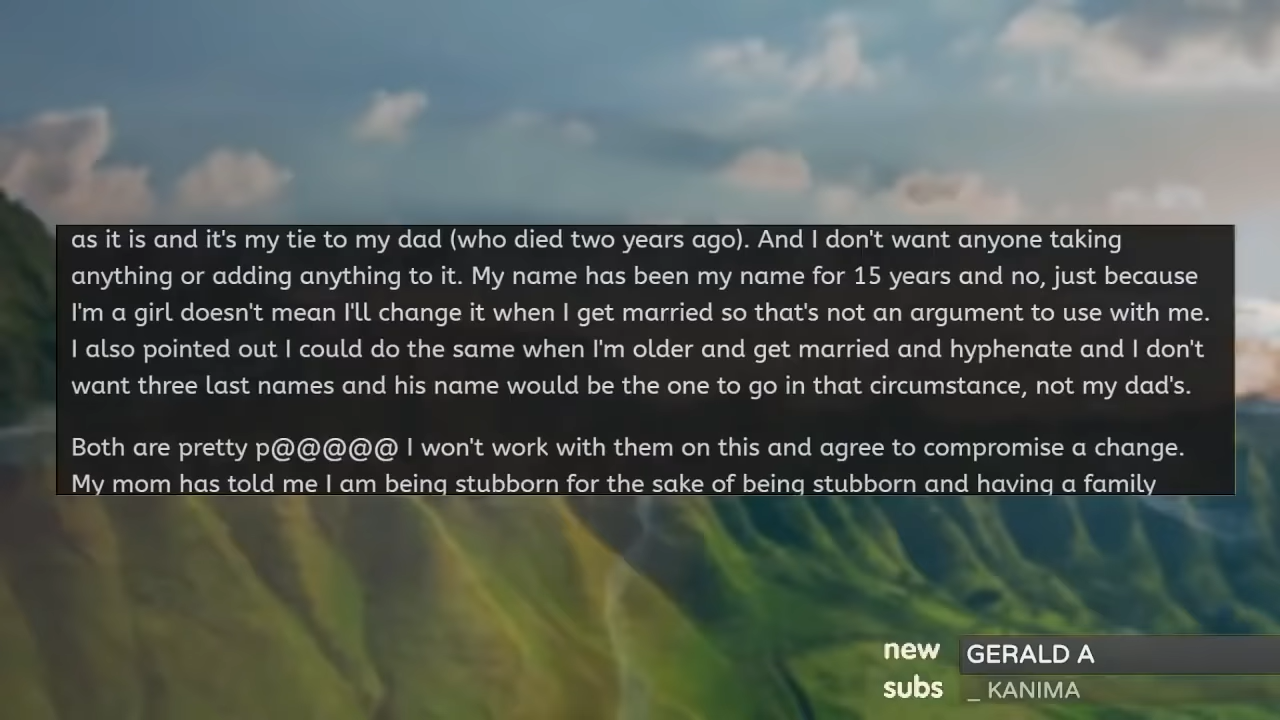 as it is and it's my tie to my dad (who died two years ago). And I don't want anyone taking
anything or adding anything to it. My name has been my name for 15 years and no, just because
I'm a girl doesn't mean I'll change it when I get married so that's not an argument to use with me.
I also pointed out I could do the same when I'm older and get married and hyphenate and I don't
want three last names and his name would be the one to go in that circumstance, not my dad's.
Both are pretty p@@@@@ I won't work with them on this and agree to compromise a change.
My mom has told me I am being stubborn for the sake of being stubborn and having a family
new GERALD A
subs _ KANIMA